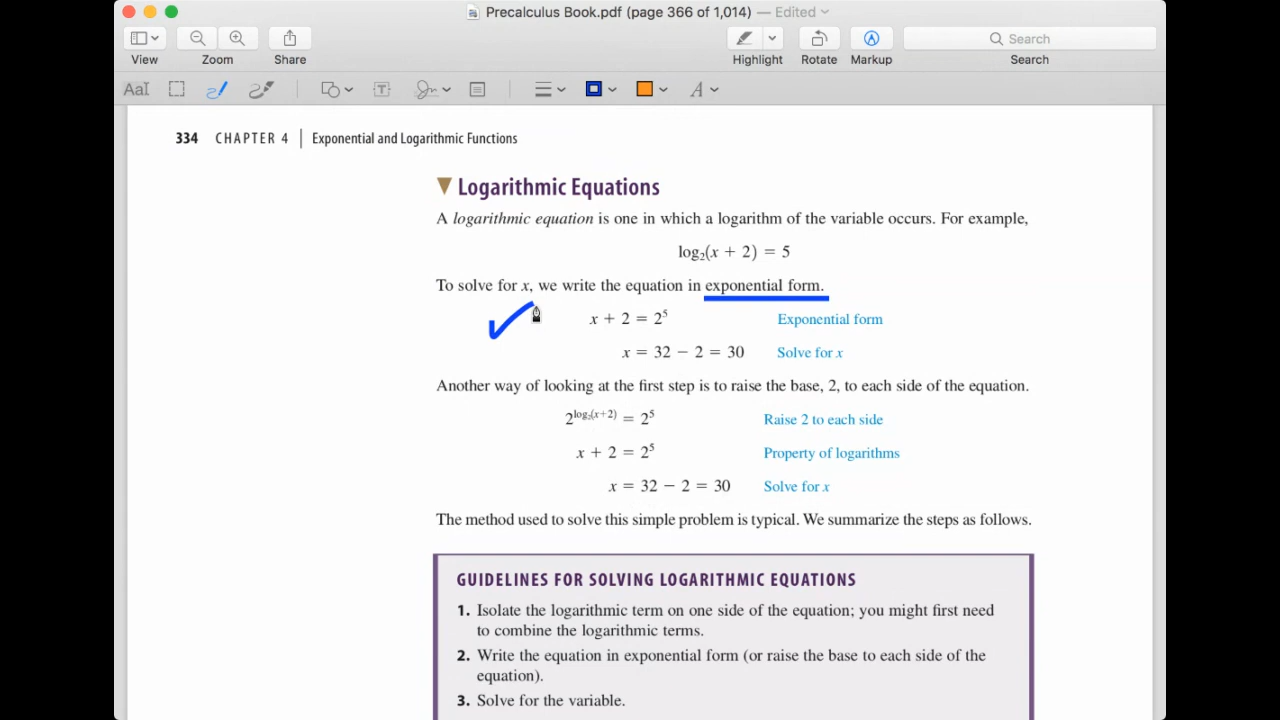 Precalculus Book.pdf (page 366 of 1,014) — Edited
View Zoom Share Highlight Rotate Markup Search
Search
AaI T A
334 CHAPTER 4 | Exponential and Logarithmic Functions
Logarithmic Equations
A logarithmic equation is one in which a logarithm of the variable occurs. For example,
log₂(x + 2) = 5
To solve for x, we write the equation in exponential form.
x + 2 = 2⁵ Exponential form
x = 32 − 2 = 30 Solve for x
Another way of looking at the first step is to raise the base, 2, to each side of the equation.
2^log₂(x+2) = 2⁵ Raise 2 to each side
x + 2 = 2⁵ Property of logarithms
x = 32 − 2 = 30 Solve for x
The method used to solve this simple problem is typical. We summarize the steps as follows.
GUIDELINES FOR SOLVING LOGARITHMIC EQUATIONS
1. Isolate the logarithmic term on one side of the equation; you might first need
to combine the logarithmic terms.
2. Write the equation in exponential form (or raise the base to each side of the
equation).
3. Solve for the variable.